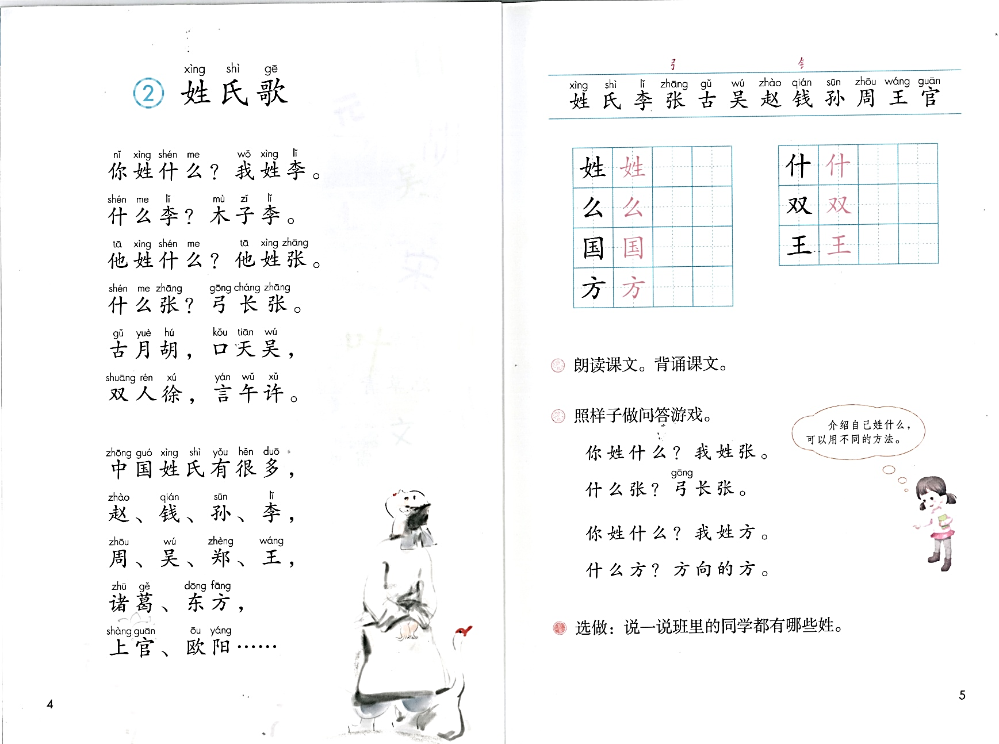 xìng shì gē
2 姓氏歌
nǐ xìng shén me wǒ xìng lǐ
你姓什么？我姓李。
shén me lǐ mù zǐ lǐ
什么李？木子李。
tā xìng shén me tā xìng zhāng
他姓什么？他姓张。
shén me zhāng gōng cháng zhāng
什么张？弓长张。
gǔ yuè hú kǒu tiān wú
古月胡，口天吴，
shuāng rén xú yán wǔ xǔ
双人徐，言午许。
zhōng guó xìng shì yǒu hěn duō
中国姓氏有很多，
zhào qián sūn lǐ
赵、钱、孙、李，
zhōu wú zhèng wáng
周、吴、郑、王，
zhū gě dōng fāng
诸葛、东方，
shàng guān ōu yáng
上官、欧阳……
4
弓 钅
xìng shì lǐ zhāng gǔ wú zhào qián sūn zhōu wáng guān
姓氏李张古吴赵钱孙周王官
姓 姓 什 什
么 么 双 双
国 国 王 王
方 方
朗读课文。背诵课文。
照样子做问答游戏。
介绍自己姓什么，
可以用不同的方法。
你姓什么？我姓张。
gōng
什么张？弓长张。
你姓什么？我姓方。
什么方？方向的方。
选做：说一说班里的同学都有哪些姓。
5